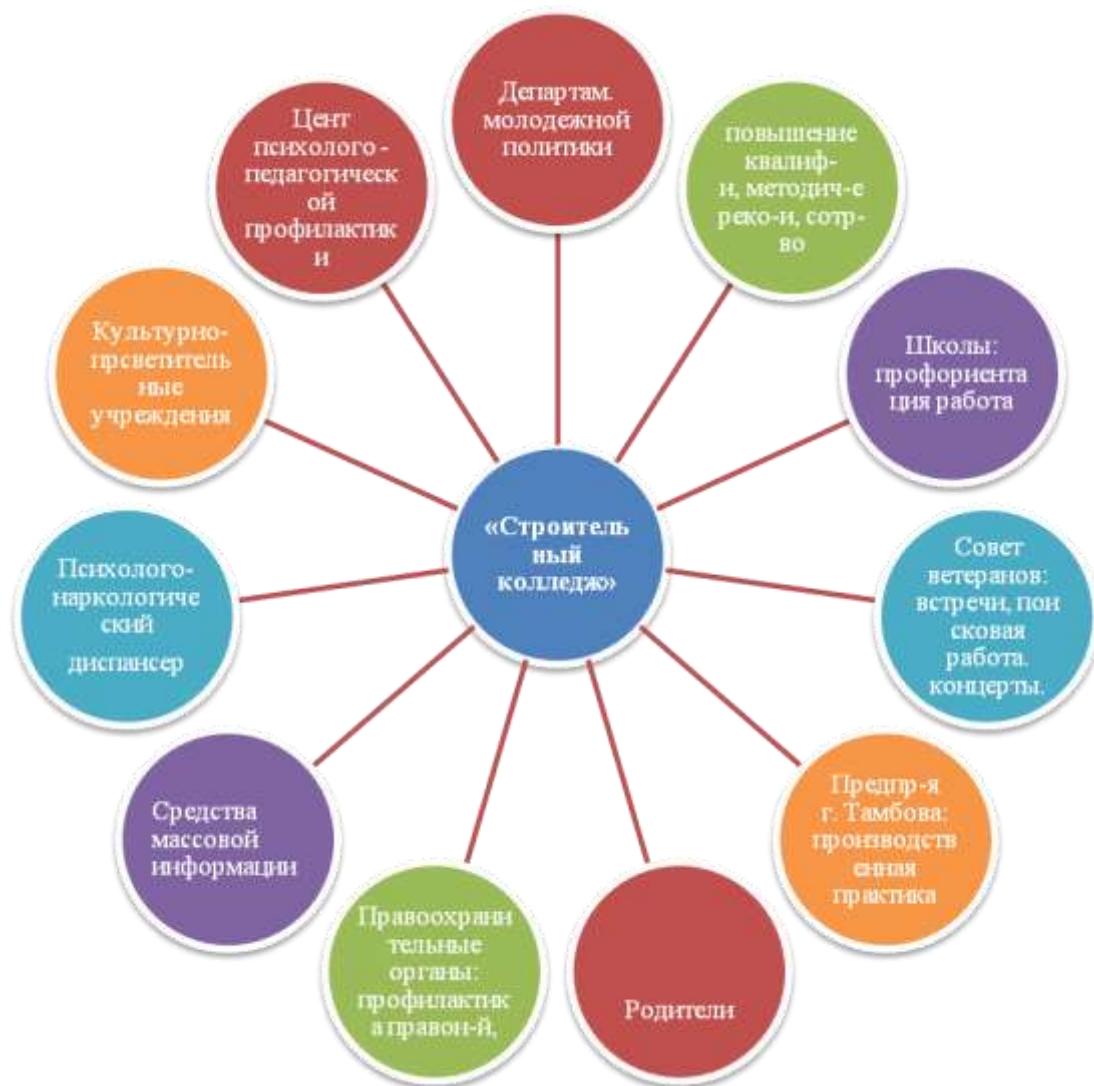 Департам.
молодежной
политики
повышение
квалиф-
и, методич-е
реко-и, сотр-
во
Школы:
профориента
ция работа
Совет
ветеранов:
встречи, пои
сковая
работа.
концерты.
Предпр-я
г. Тамбова:
производств
енная
практика
Родители
Правоохрани
тельные
органы:
профилактик
а правон-й,
Средства
массовой
информации
Психолого-
наркологиче
ский
диспансер
Культурно-
прсветитель
ные
учреждения
Цент
психолого -
педагогическ
ой
профилактик
и
«Строитель
ный
колледж»